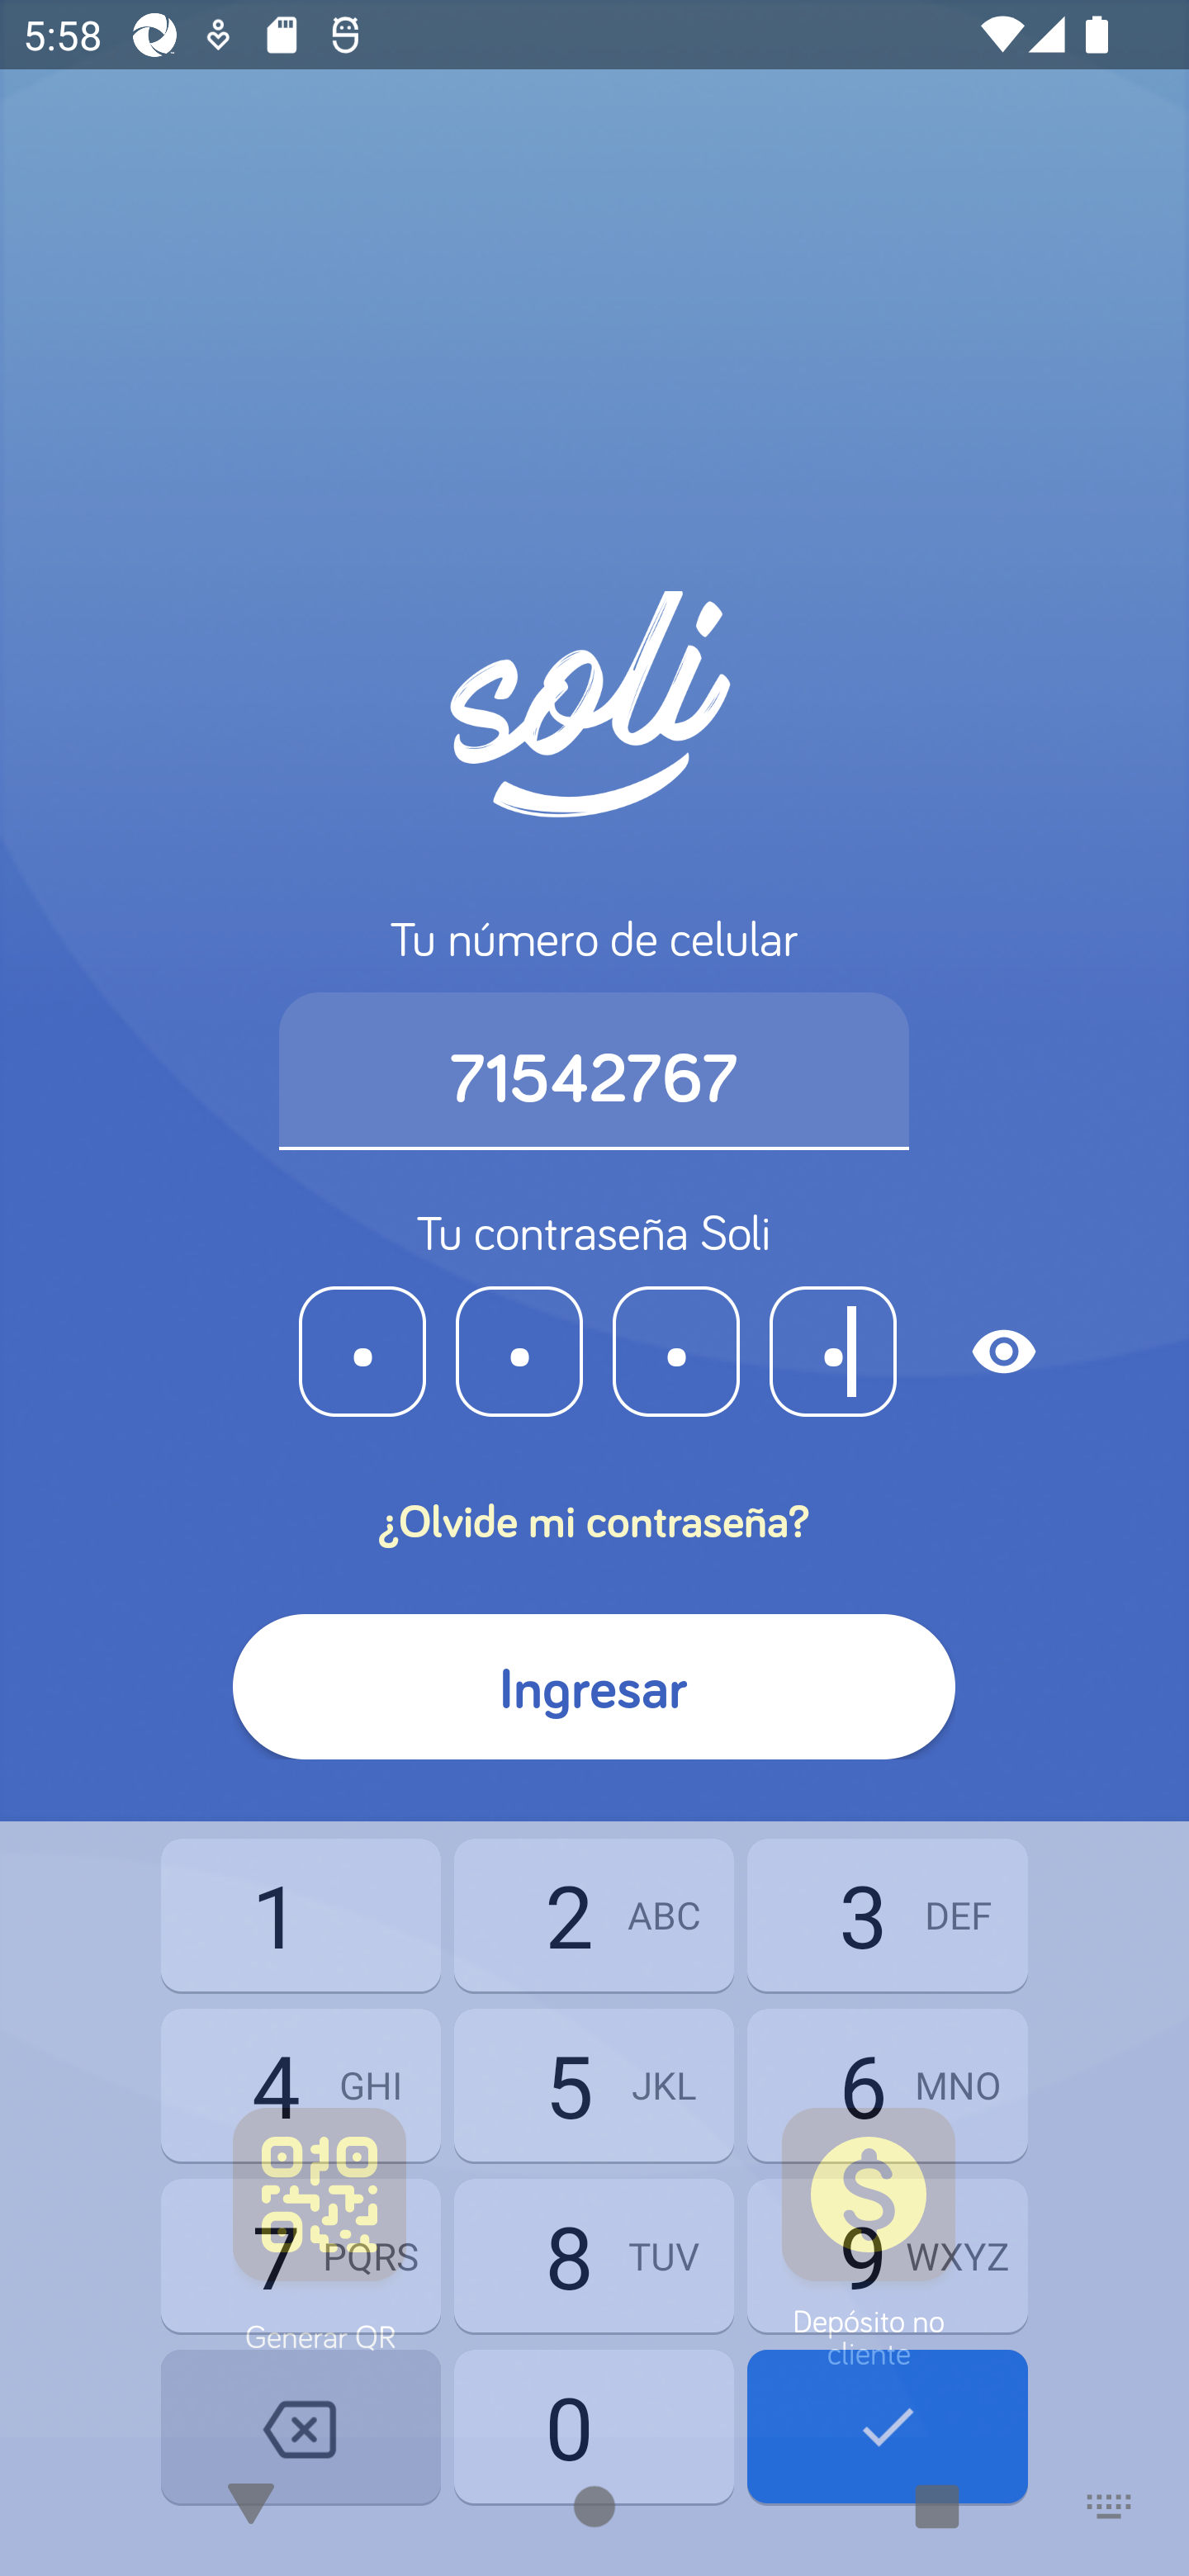 5:58
soli
Tu número de celular
71542767
Tu contraseña Soli
¿Olvide mi contraseña?
Ingresar
1
2 ABC
3 DEF
4 GHI
5 JKL
6 MNO
7 PQRS
8 TUV
9 WXYZ
Generar QR
Depósito no
cliente
0